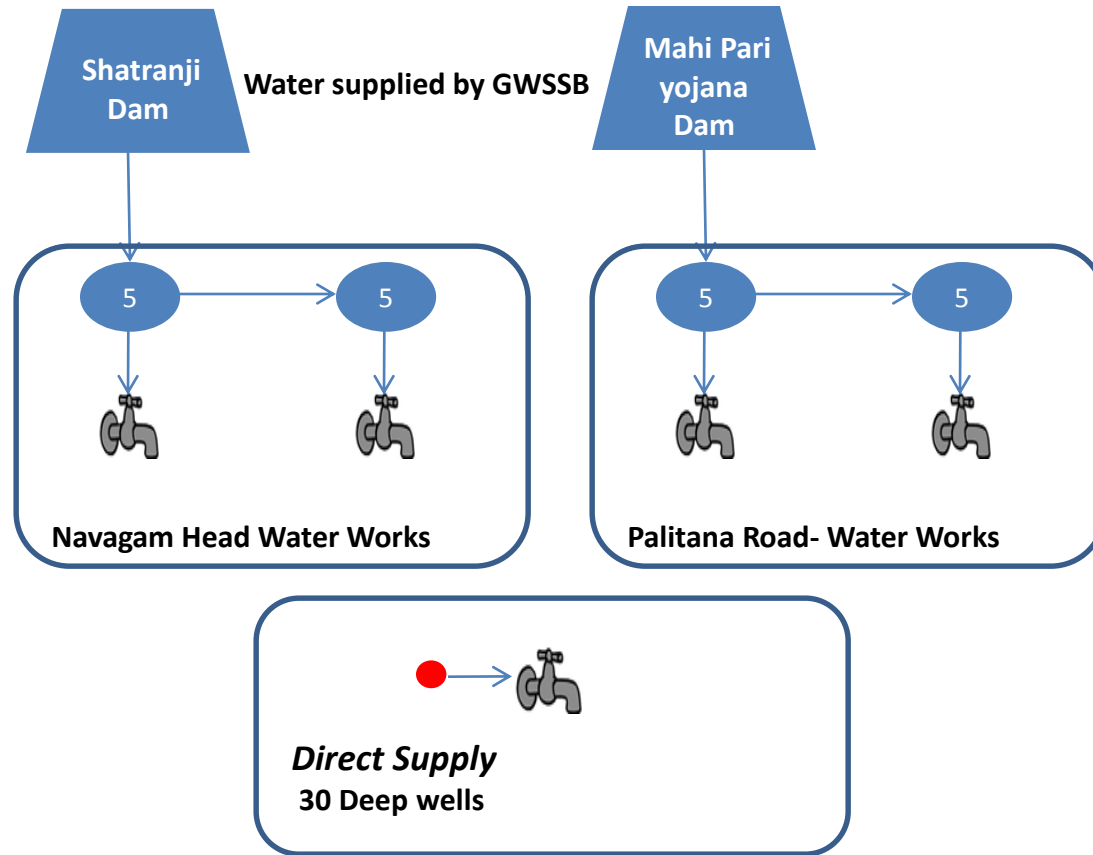 Shatranji
Dam
Water supplied by GWSSB
Mahi Pari
yojana
Dam
5
5
5
5
Navagam Head Water Works
Palitana Road- Water Works
Direct Supply
30 Deep wells